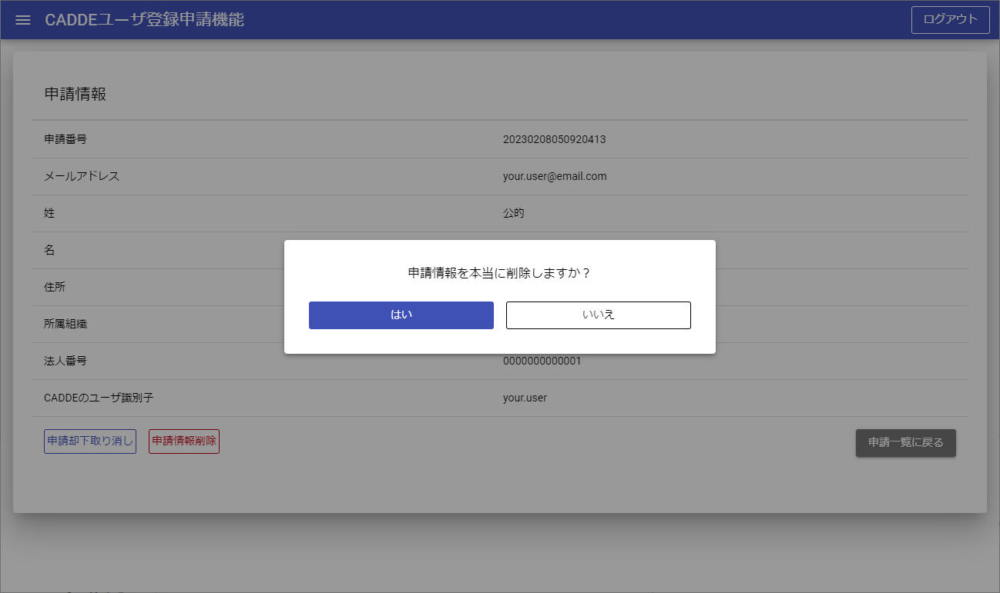 CADDEユーザ登録申請機能
ログアウト
申請情報
申請番号 20230208050920413
メールアドレス your.user@email.com
姓 公的
名
住所
所属組織
法人番号 0000000000001
CADDEのユーザ識別子 your.user
申請情報を本当に削除しますか？
はい いいえ
申請却下取り消し 申請情報削除 申請一覧に戻る